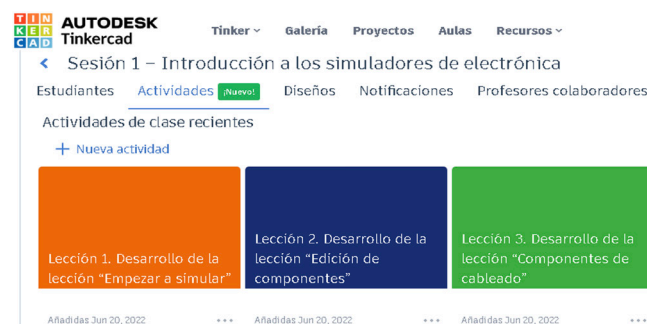 TIN
KER
CAD
AUTODESK
Tinkercad
Tinker Galería Proyectos Aulas Recursos
Sesión 1 – Introducción a los simuladores de electrónica
Estudiantes Actividades ¡Nuevo! Diseños Notificaciones Profesores colaboradores
Actividades de clase recientes
+ Nueva actividad
Lección 1. Desarrollo de la
lección “Empezar a simular”
Lección 2. Desarrollo de la
lección “Edición de
componentes”
Lección 3. Desarrollo de la
lección “Componentes de
cableado”
Añadidas Jun 20, 2022
Añadidas Jun 20, 2022
Añadidas Jun 20, 2022